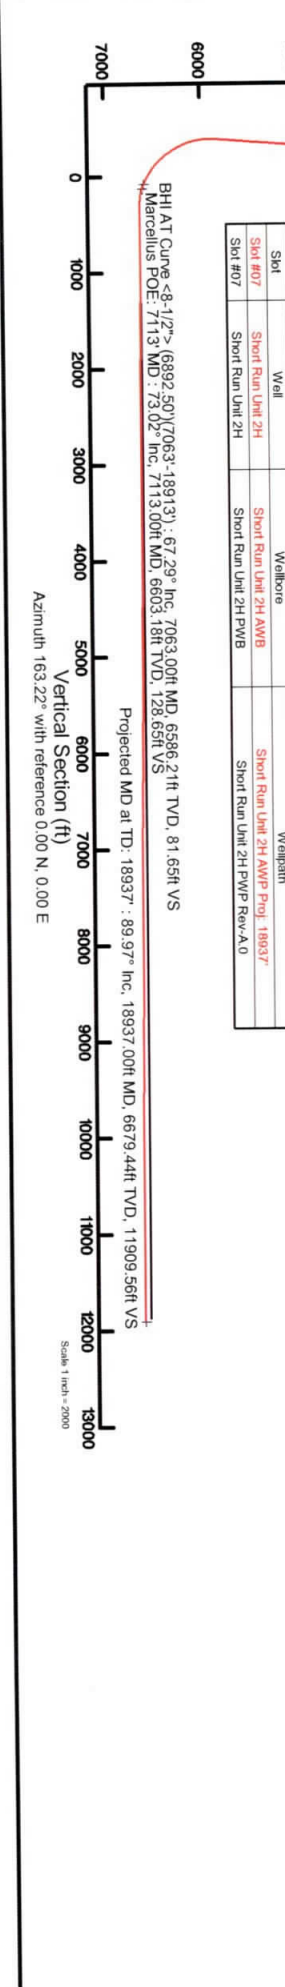 Slot
Well
Wellbore
Wellpath
Slot #07
Short Run Unit 2H
Short Run Unit 2H AWB
Short Run Unit 2H AWP Proj: 18937'
Slot #07
Short Run Unit 2H
Short Run Unit 2H PWB
Short Run Unit 2H PWP Rev-A.0
6000
7000
BHI AT Curve <8-1/2"> (6892.50')(7063'-18913') : 67.29° Inc, 7063.00ft MD, 6586.21ft TVD, 81.65ft VS
Marcellus POE: 7113' MD : 73.02° Inc, 7113.00ft MD, 6603.18ft TVD, 128.65ft VS
Projected MD at TD: 18937' : 89.97° Inc, 18937.00ft MD, 6679.44ft TVD, 11909.56ft VS
0
1000
2000
3000
4000
5000
6000
7000
8000
9000
10000
11000
12000
13000
Vertical Section (ft)
Scale 1 inch = 2000
Azimuth 163.22° with reference 0.00 N, 0.00 E